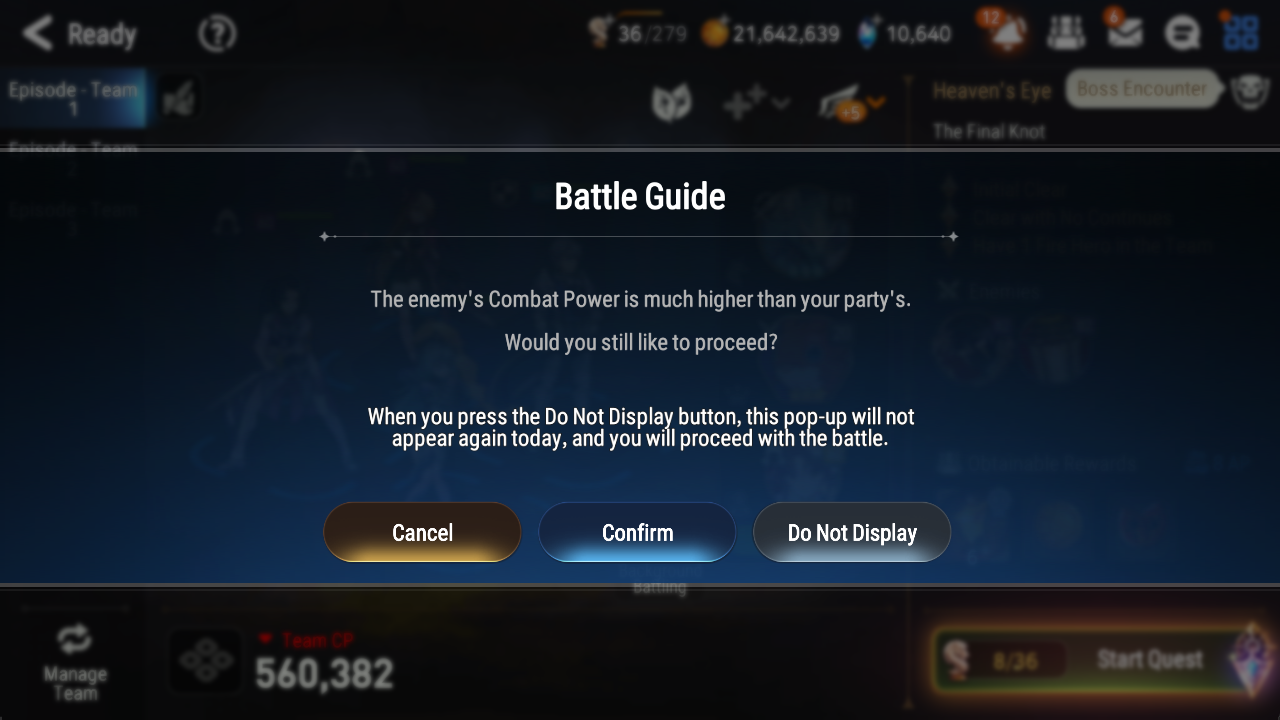 Ready
36/279
21,642,639
10,640
12
6
Episode - Team
1
+5
Heaven's Eye
Boss Encounter
The Final Knot
Episode - Team
Battle Guide
The enemy's Combat Power is much higher than your party's.
Would you still like to proceed?
When you press the Do Not Display button, this pop-up will not
appear again today, and you will proceed with the battle.
Cancel
Confirm
Do Not Display
Battling
Manage
Team
Team CP
560,382
8/36
Start Quest